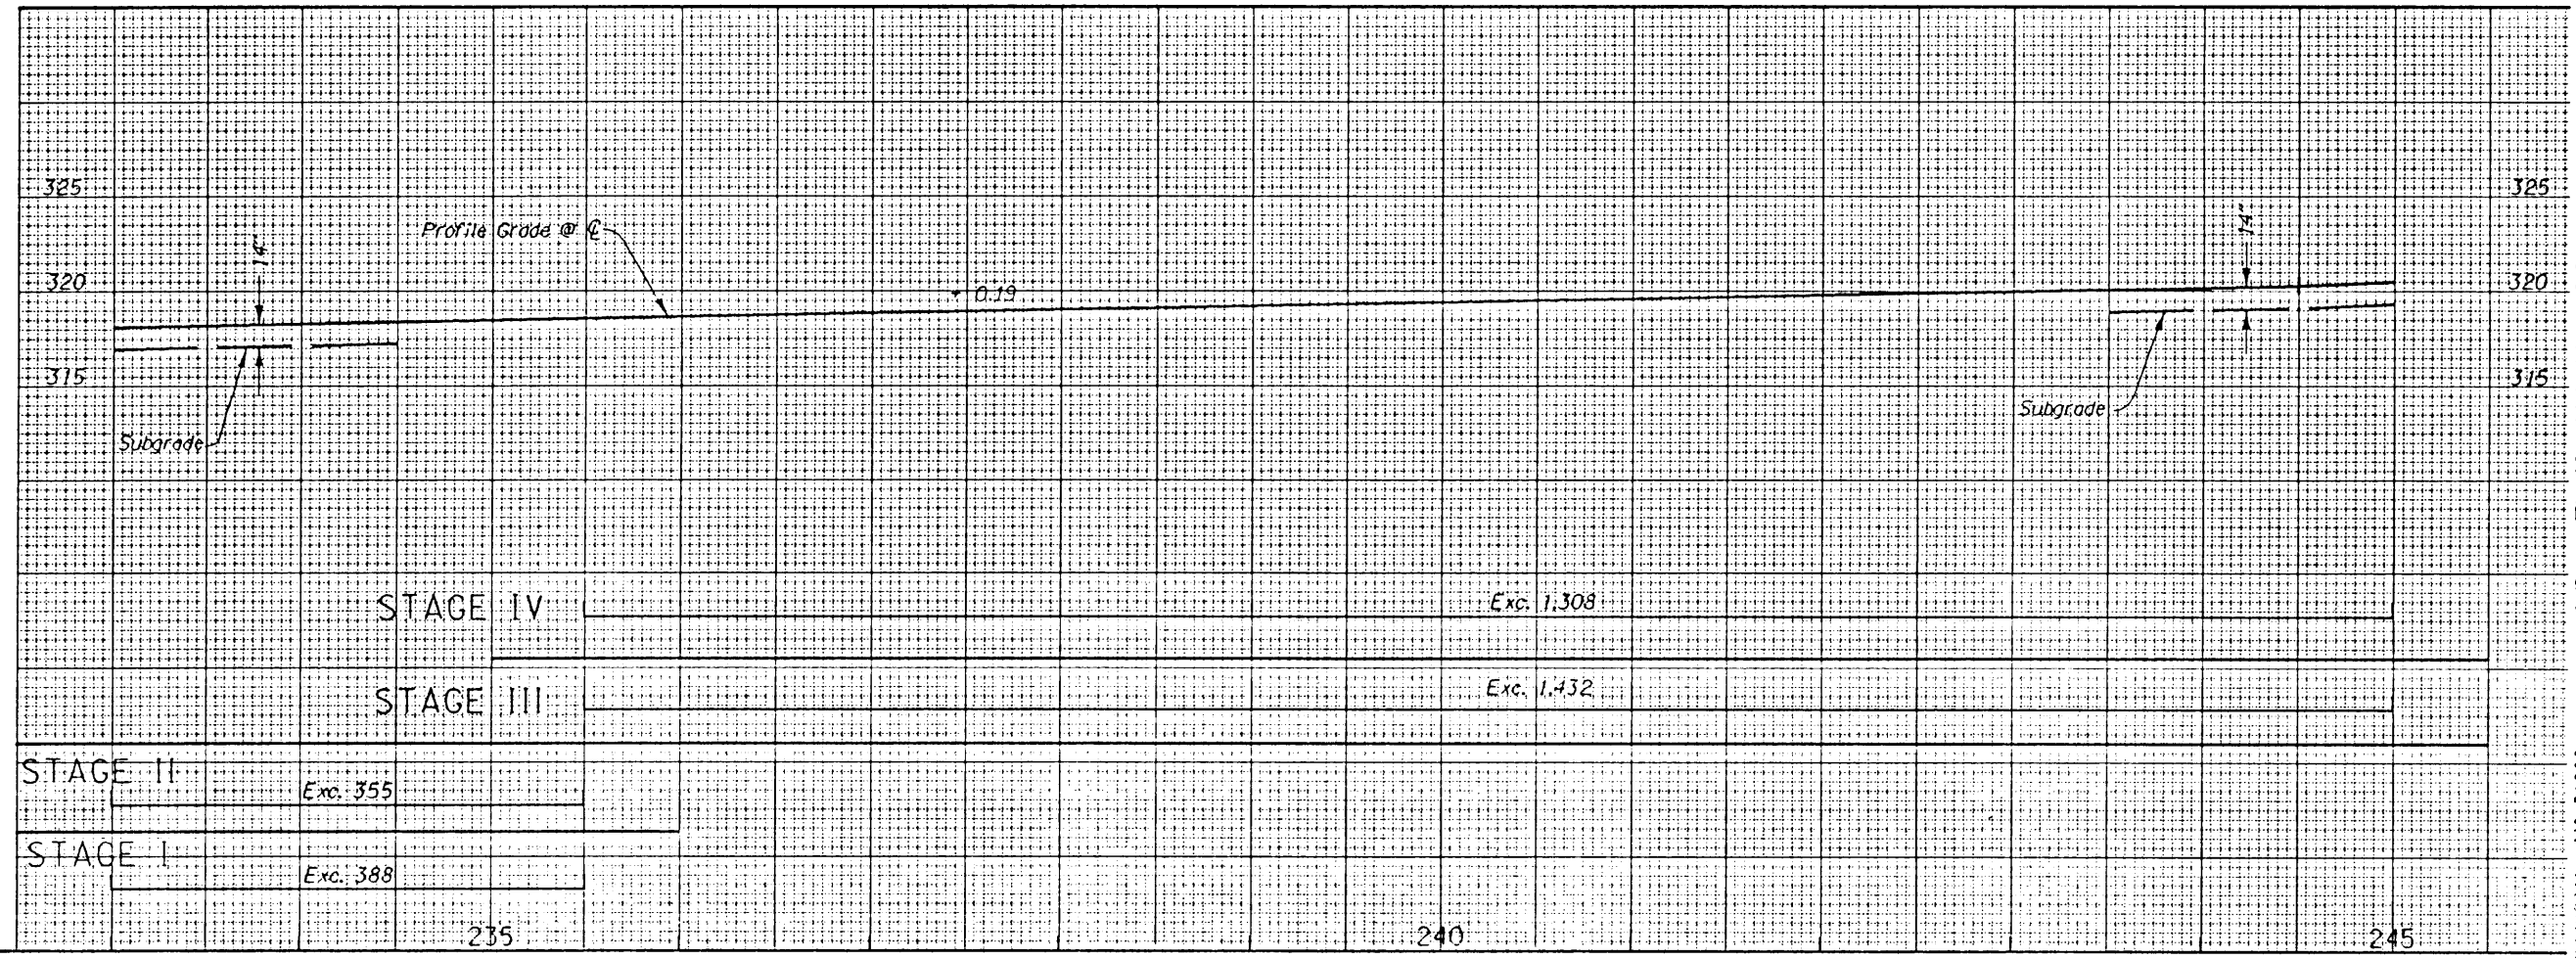 325 325
14" 14"
Profile Grade @ ℄
320 320
+ 0.19
315 315
Subgrade
Subgrade
STAGE IV Exc. 1,308
STAGE III Exc. 1,432
STAGE II
Exc. 355
STAGE I
Exc. 388
235 240 245